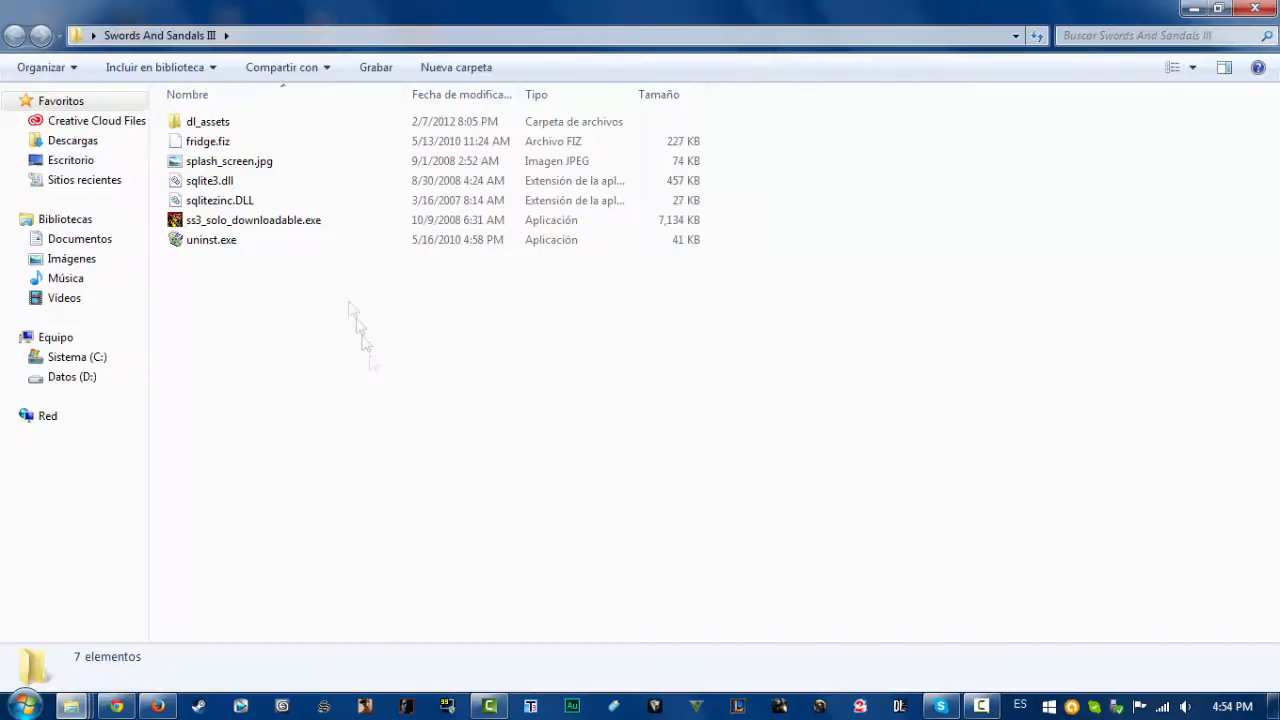 Swords And Sandals III
Buscar Swords And Sandals III
Organizar Incluir en biblioteca Compartir con Grabar Nueva carpeta
Favoritos
Creative Cloud Files
Descargas
Escritorio
Sitios recientes
Bibliotecas
Documentos
Imágenes
Música
Vídeos
Equipo
Sistema (C:)
Datos (D:)
Red
Nombre Fecha de modifica... Tipo Tamaño
dl_assets 2/7/2012 8:05 PM Carpeta de archivos
fridge.fiz 5/13/2010 11:24 AM Archivo FIZ 227 KB
splash_screen.jpg 9/1/2008 2:52 AM Imagen JPEG 74 KB
sqlite3.dll 8/30/2008 4:24 AM Extensión de la apl... 457 KB
sqlitezinc.DLL 3/16/2007 8:14 AM Extensión de la apl... 27 KB
ss3_solo_downloadable.exe 10/9/2008 6:31 AM Aplicación 7,134 KB
uninst.exe 5/16/2010 4:58 PM Aplicación 41 KB
7 elementos
ES 4:54 PM